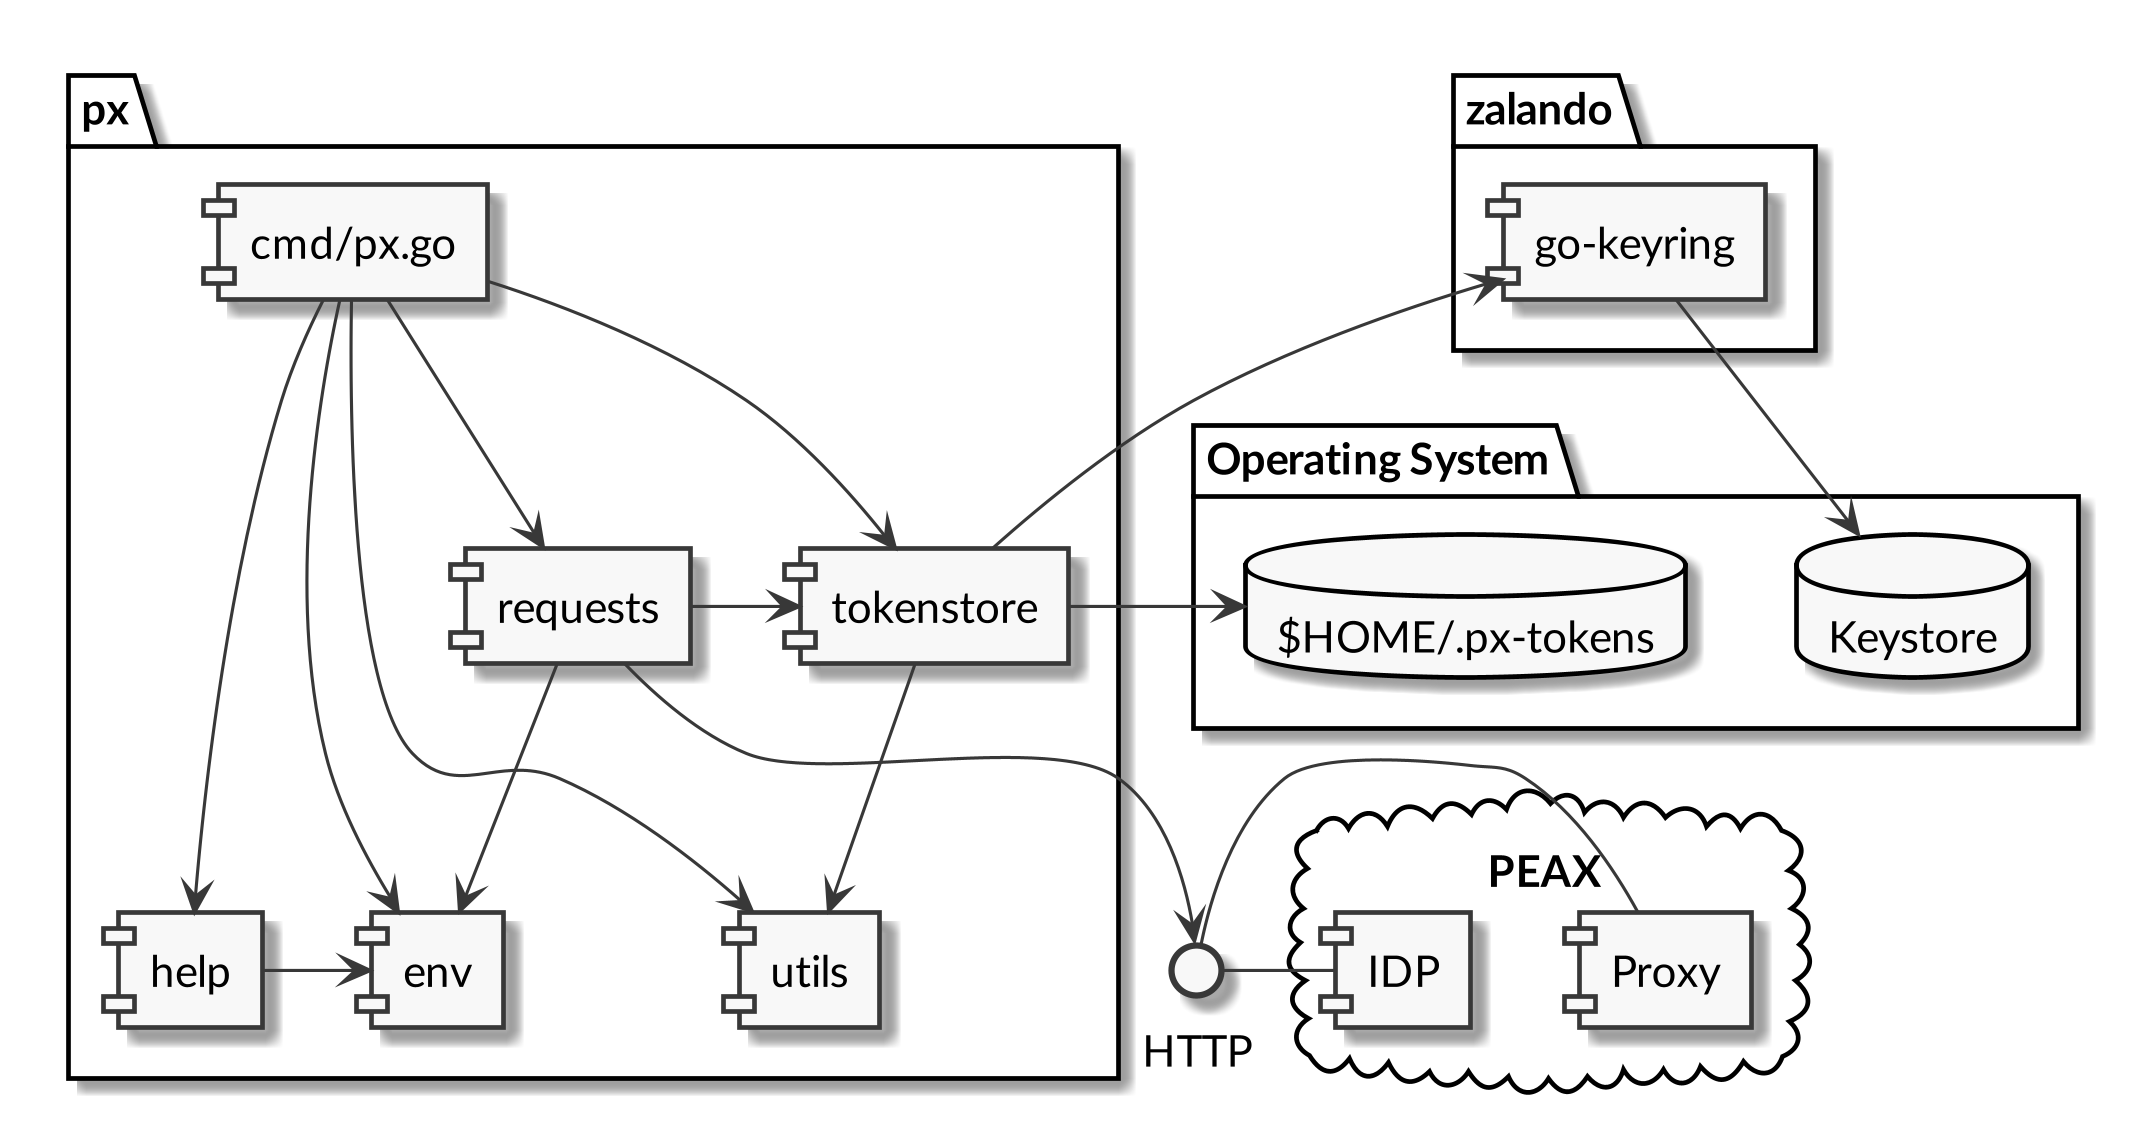 px
zalando
cmd/px.go
go-keyring
Operating System
requests
tokenstore
$HOME/.px-tokens
Keystore
PEAX
help
env
utils
IDP
Proxy
HTTP